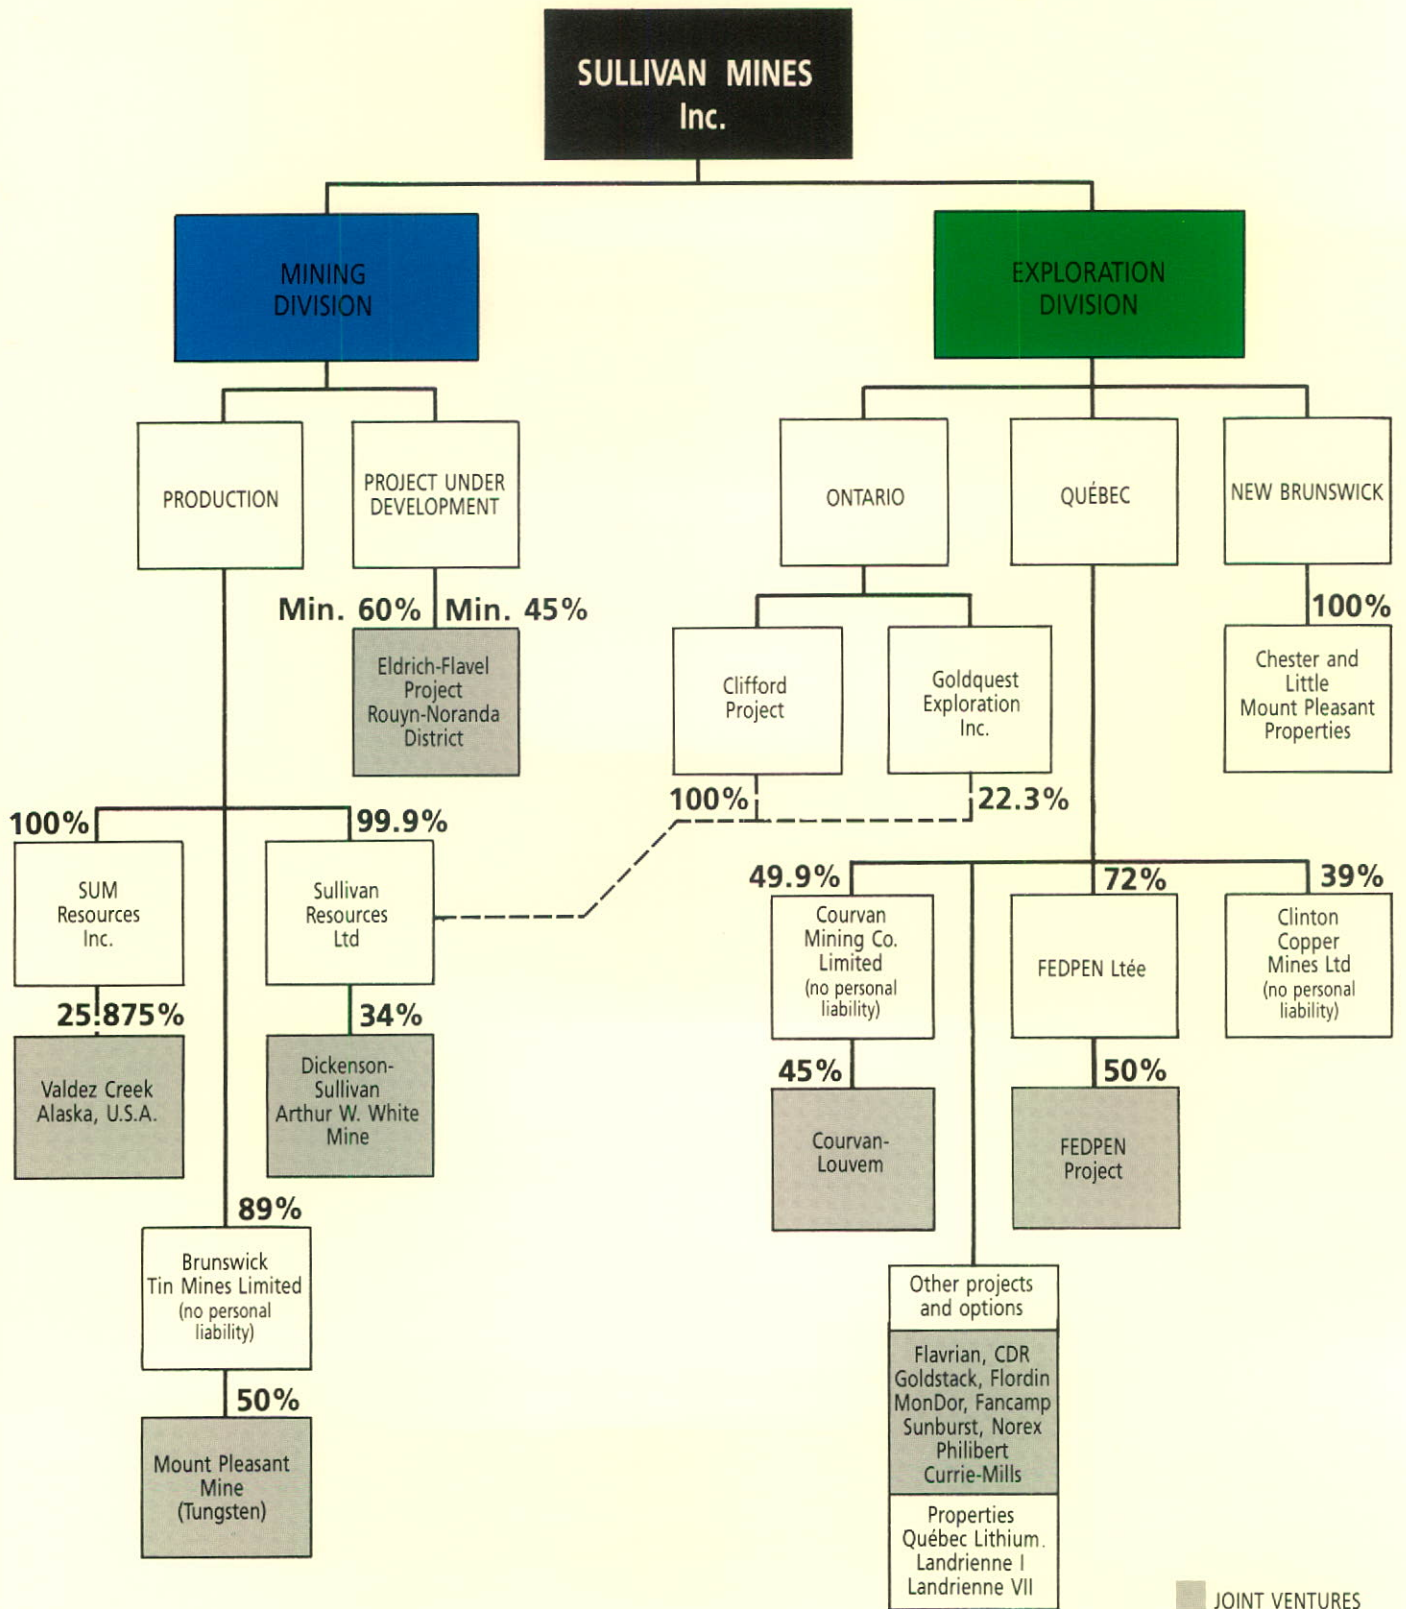 SULLIVAN MINES
Inc.
MINING
DIVISION
EXPLORATION
DIVISION
PRODUCTION
PROJECT UNDER
DEVELOPMENT
ONTARIO
QUÉBEC
NEW BRUNSWICK
Min. 60%
Min. 45%
100%
Eldrich-Flavel
Project
Rouyn-Noranda
District
Clifford
Project
Goldquest
Exploration
Inc.
Chester and
Little
Mount Pleasant
Properties
100%
99.9%
100%
22.3%
SUM
Resources
Inc.
Sullivan
Resources
Ltd
49.9%
72%
39%
Courvan
Mining Co.
Limited
(no personal
liability)
FEDPEN Ltée
Clinton
Copper
Mines Ltd
(no personal
liability)
25.875%
34%
45%
50%
Valdez Creek
Alaska, U.S.A.
Dickenson-
Sullivan
Arthur W. White
Mine
Courvan-
Louvem
FEDPEN
Project
89%
Brunswick
Tin Mines Limited
(no personal
liability)
50%
Mount Pleasant
Mine
(Tungsten)
Other projects
and options
Flavrian, CDR
Goldstack, Flordin
MonDor, Fancamp
Sunburst, Norex
Philibert
Currie-Mills
Properties
Québec Lithium.
Landrienne I
Landrienne VII
JOINT VENTURES